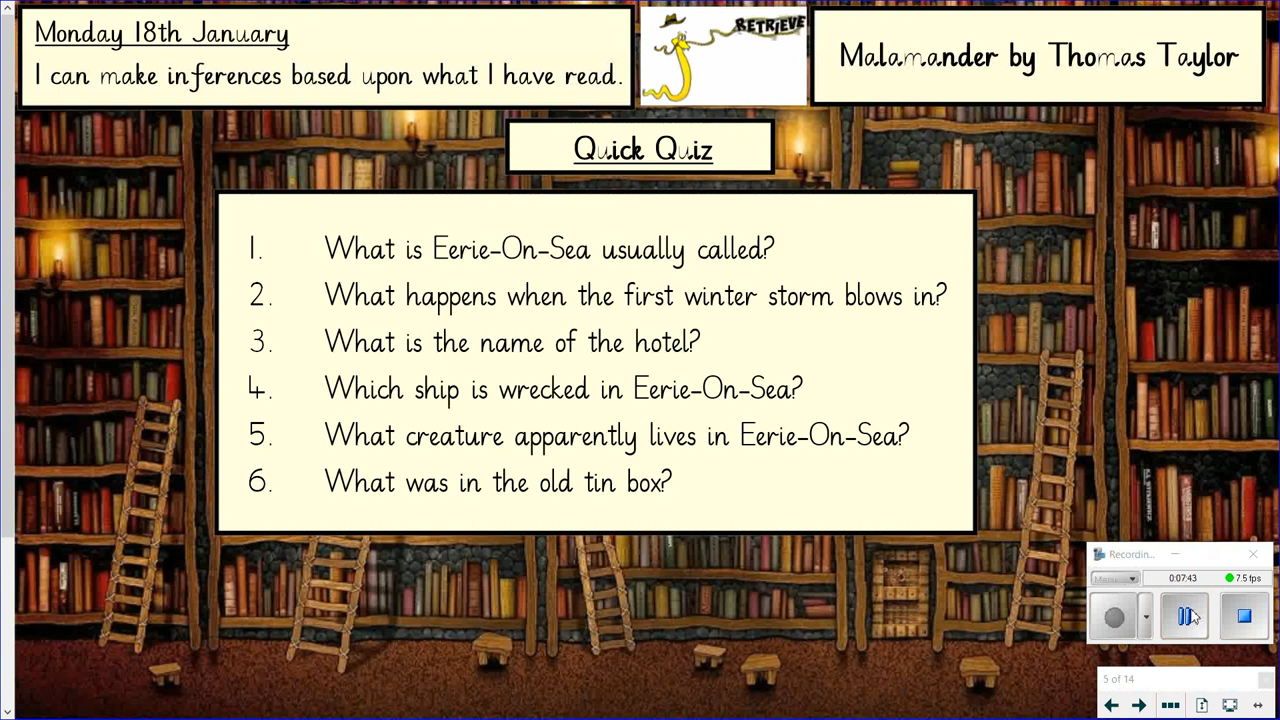 Monday 18th January
I can make inferences based upon what I have read.
RETRIEVE
Malamander by Thomas Taylor
Quick Quiz
1. What is Eerie-On-Sea usually called?
2. What happens when the first winter storm blows in?
3. What is the name of the hotel?
4. Which ship is wrecked in Eerie-On-Sea?
5. What creature apparently lives in Eerie-On-Sea?
6. What was in the old tin box?
Recordin...
Menu 0:07:43 7.5 fps
5 of 14